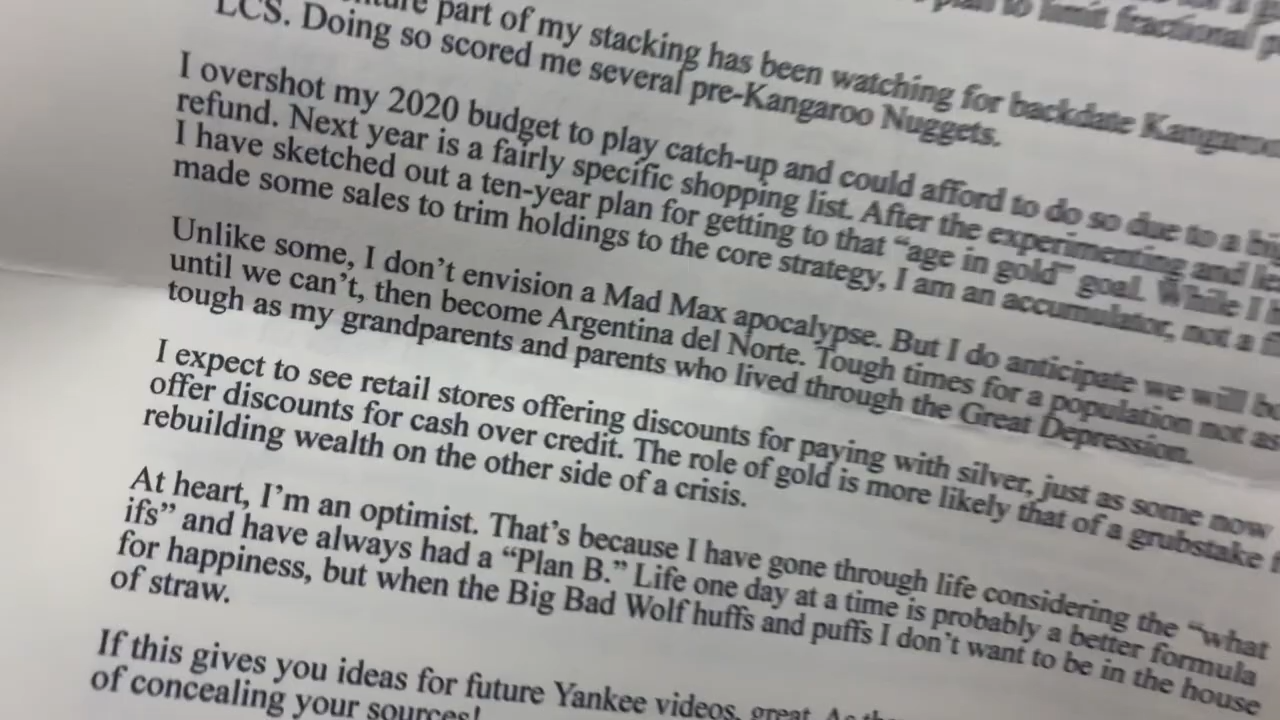 part of my stacking has been watching for backdate
LCS. Doing so scored me several pre-Kangaroo Nuggets.
I overshot my 2020 budget to play catch-up and could afford to do so due to a
refund. Next year is a fairly specific shopping list. After the experimenting and
I have sketched out a ten-year plan for getting to that “age in gold” goal. While I
made some sales to trim holdings to the core strategy, I am an accumulator, not a
Unlike some, I don’t envision a Mad Max apocalypse. But I do anticipate we will
until we can’t, then become Argentina del Norte. Tough times for a population not as
tough as my grandparents and parents who lived through the Great Depression.
I expect to see retail stores offering discounts for paying with silver, just as some now
offer discounts for cash over credit. The role of gold is more likely that of a grubstake
rebuilding wealth on the other side of a crisis.
At heart, I’m an optimist. That’s because I have gone through life considering the “what
ifs” and have always had a “Plan B.” Life one day at a time is probably a better formula
for happiness, but when the Big Bad Wolf huffs and puffs I don’t want to be in the house
of straw.
If this gives you ideas for future Yankee videos, great.
of concealing your sources!